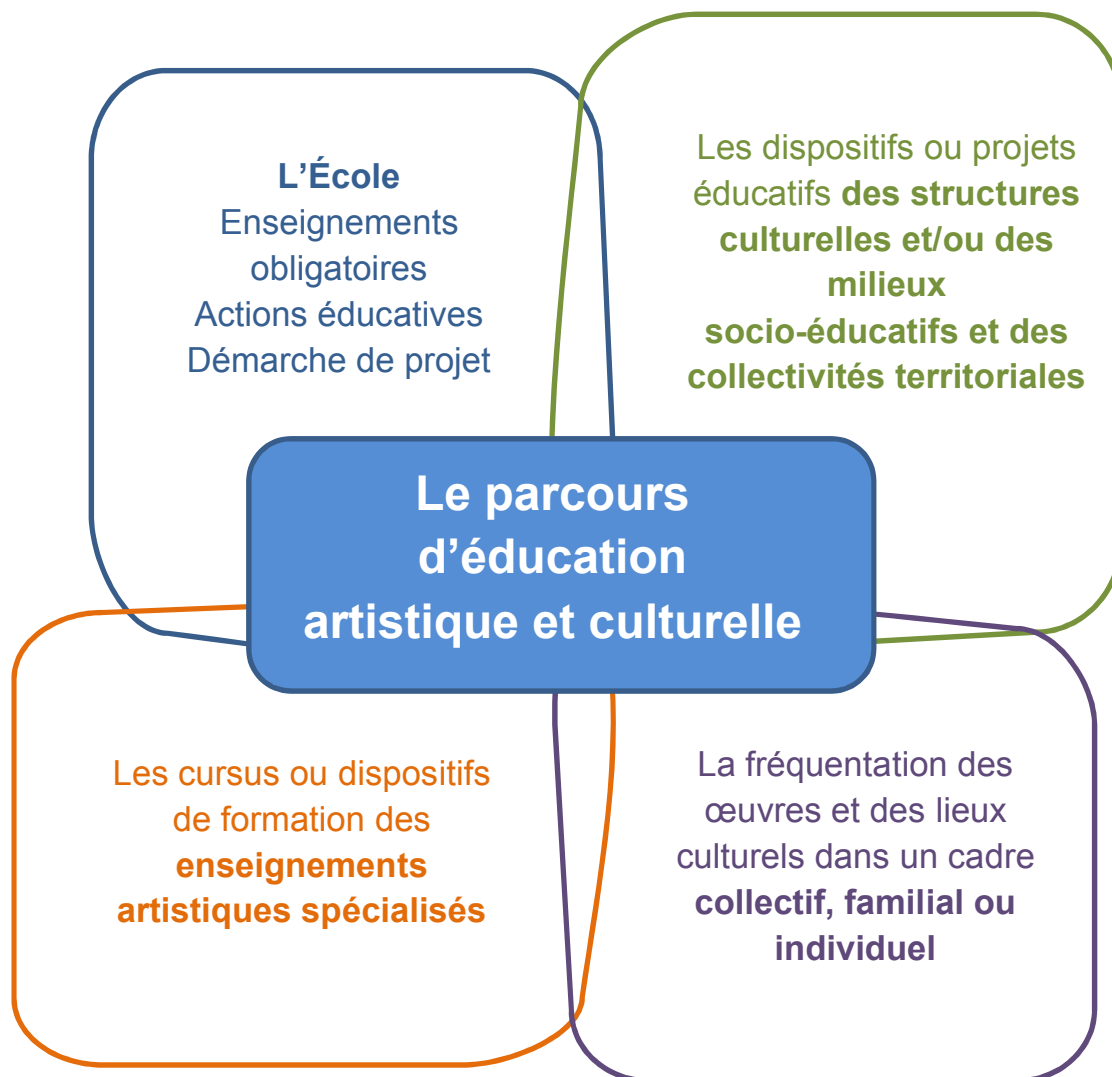 L’École
Enseignements
obligatoires
Actions éducatives
Démarche de projet
Les dispositifs ou projets
éducatifs des structures
culturelles et/ou des
milieux
socio-éducatifs et des
collectivités territoriales
Le parcours
d’éducation
artistique et culturelle
Les cursus ou dispositifs
de formation des
enseignements
artistiques spécialisés
La fréquentation des
œuvres et des lieux
culturels dans un cadre
collectif, familial ou
individuel